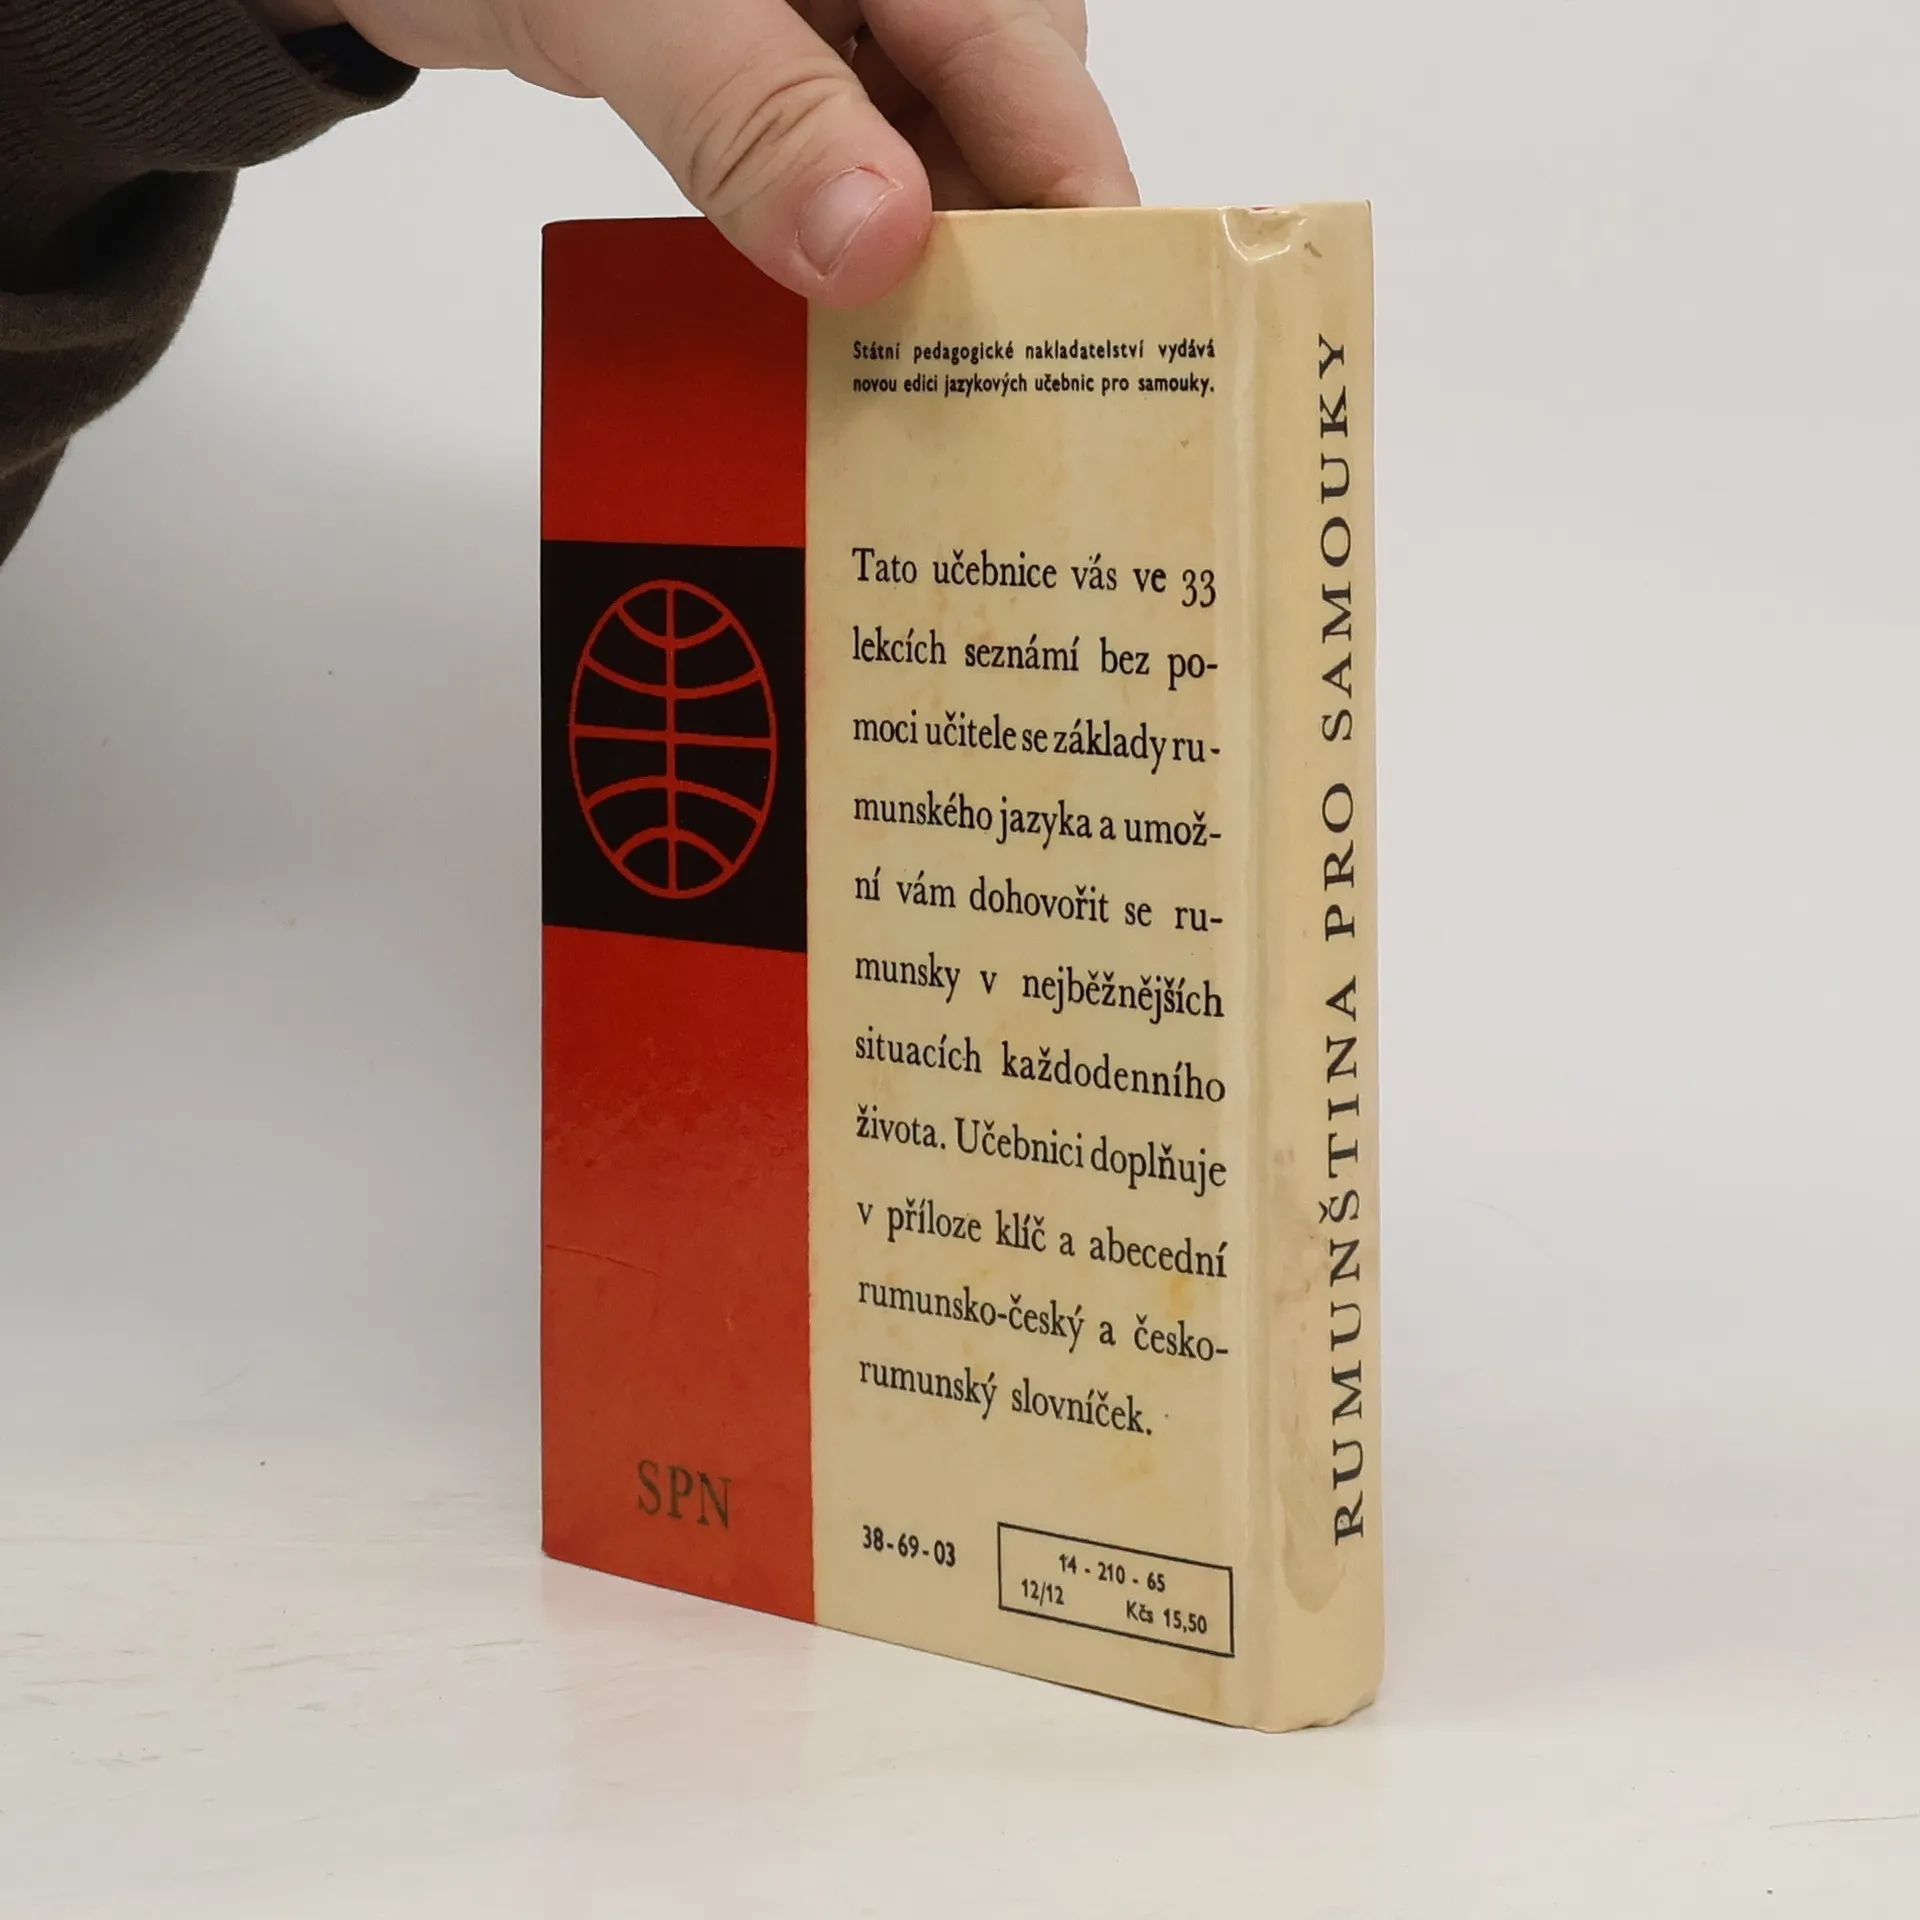 Státní pedagogické nakladatelství vydává
novou edici jazykových učebnic pro samouky.
Tato učebnice vás ve 33
lekcích seznámí bez po-
moci učitele se základy ru-
munského jazyka a umož-
ní vám dohovořit se ru-
munsky v nejběžnějších
situacích každodenního
života. Učebnici doplňuje
v příloze klíč a abecední
rumunsko-český a česko-
rumunský slovníček.
SPN
38-69-03
14 - 210 - 65
12/12 Kčs 15,50
RUMUNŠTINA PRO SAMOUKY